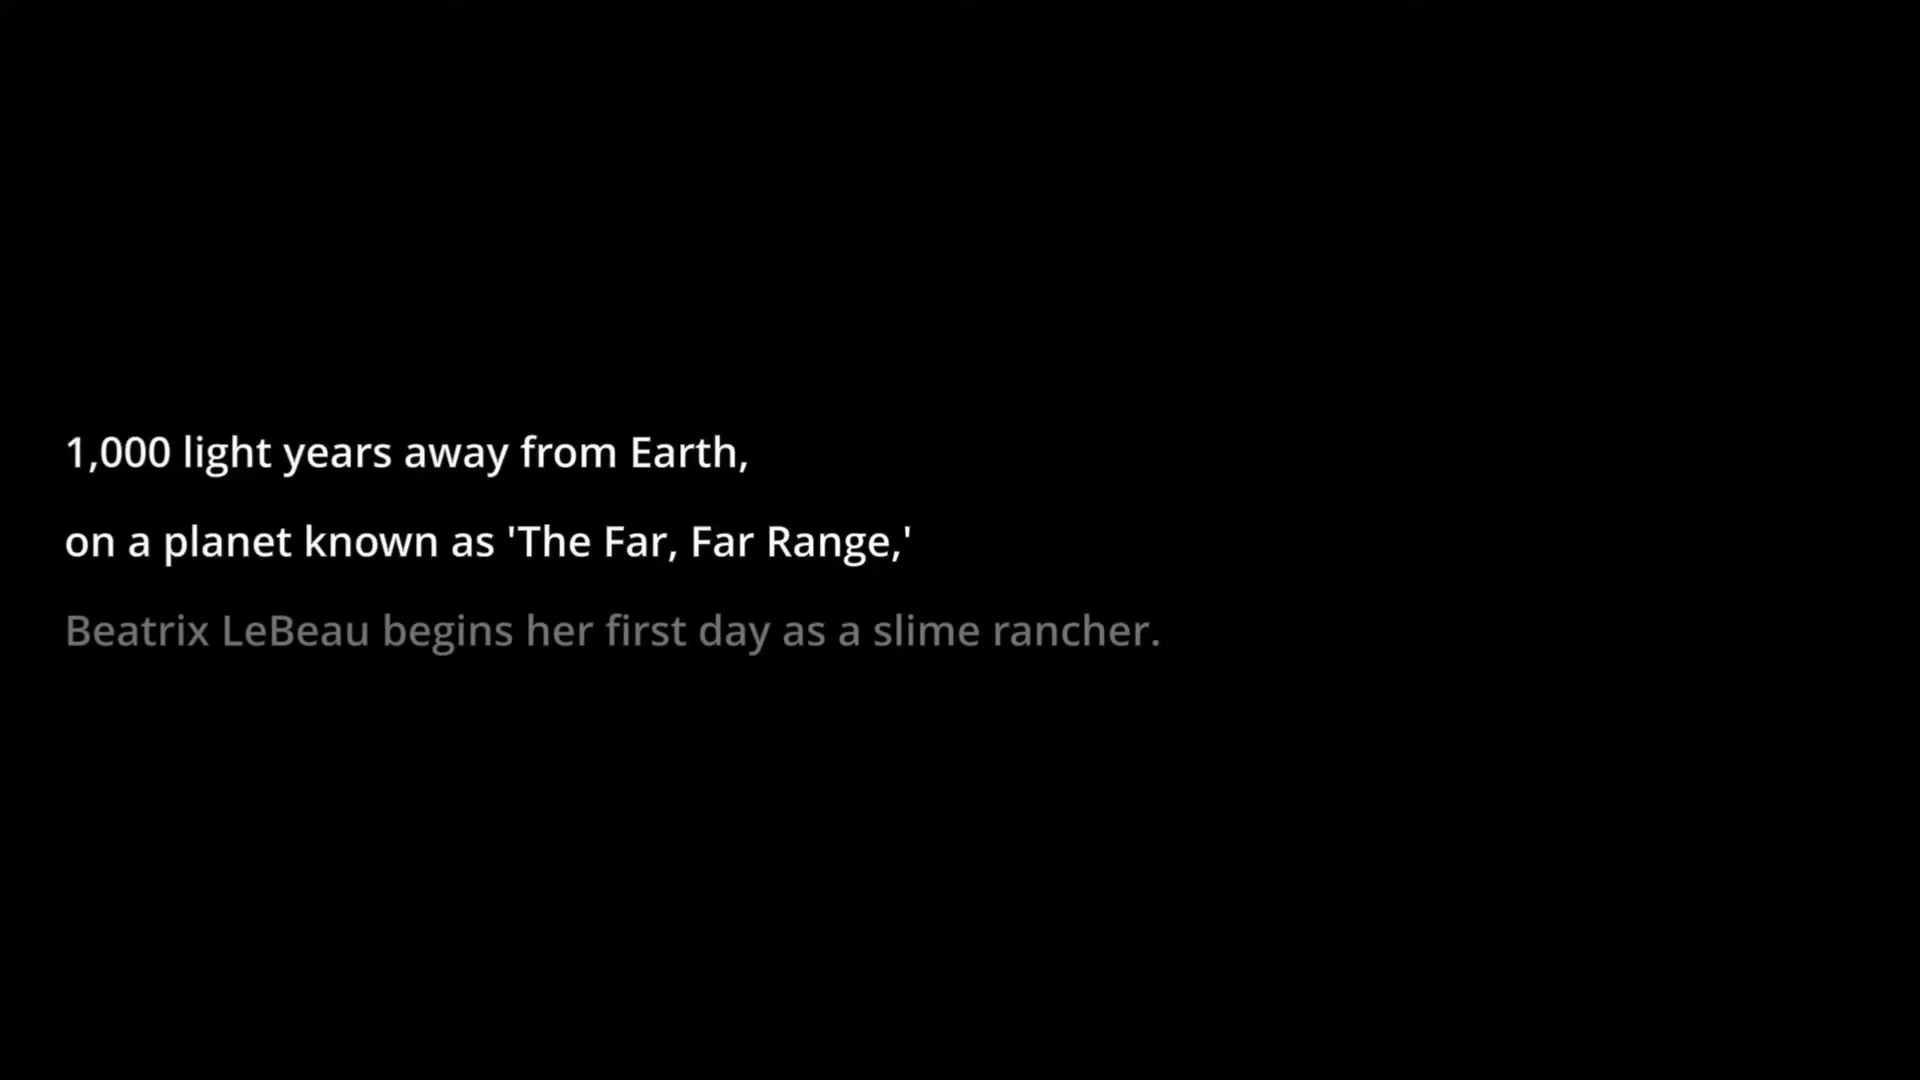 1,000 light years away from Earth,
on a planet known as 'The Far, Far Range,'
Beatrix LeBeau begins her first day as a slime rancher.